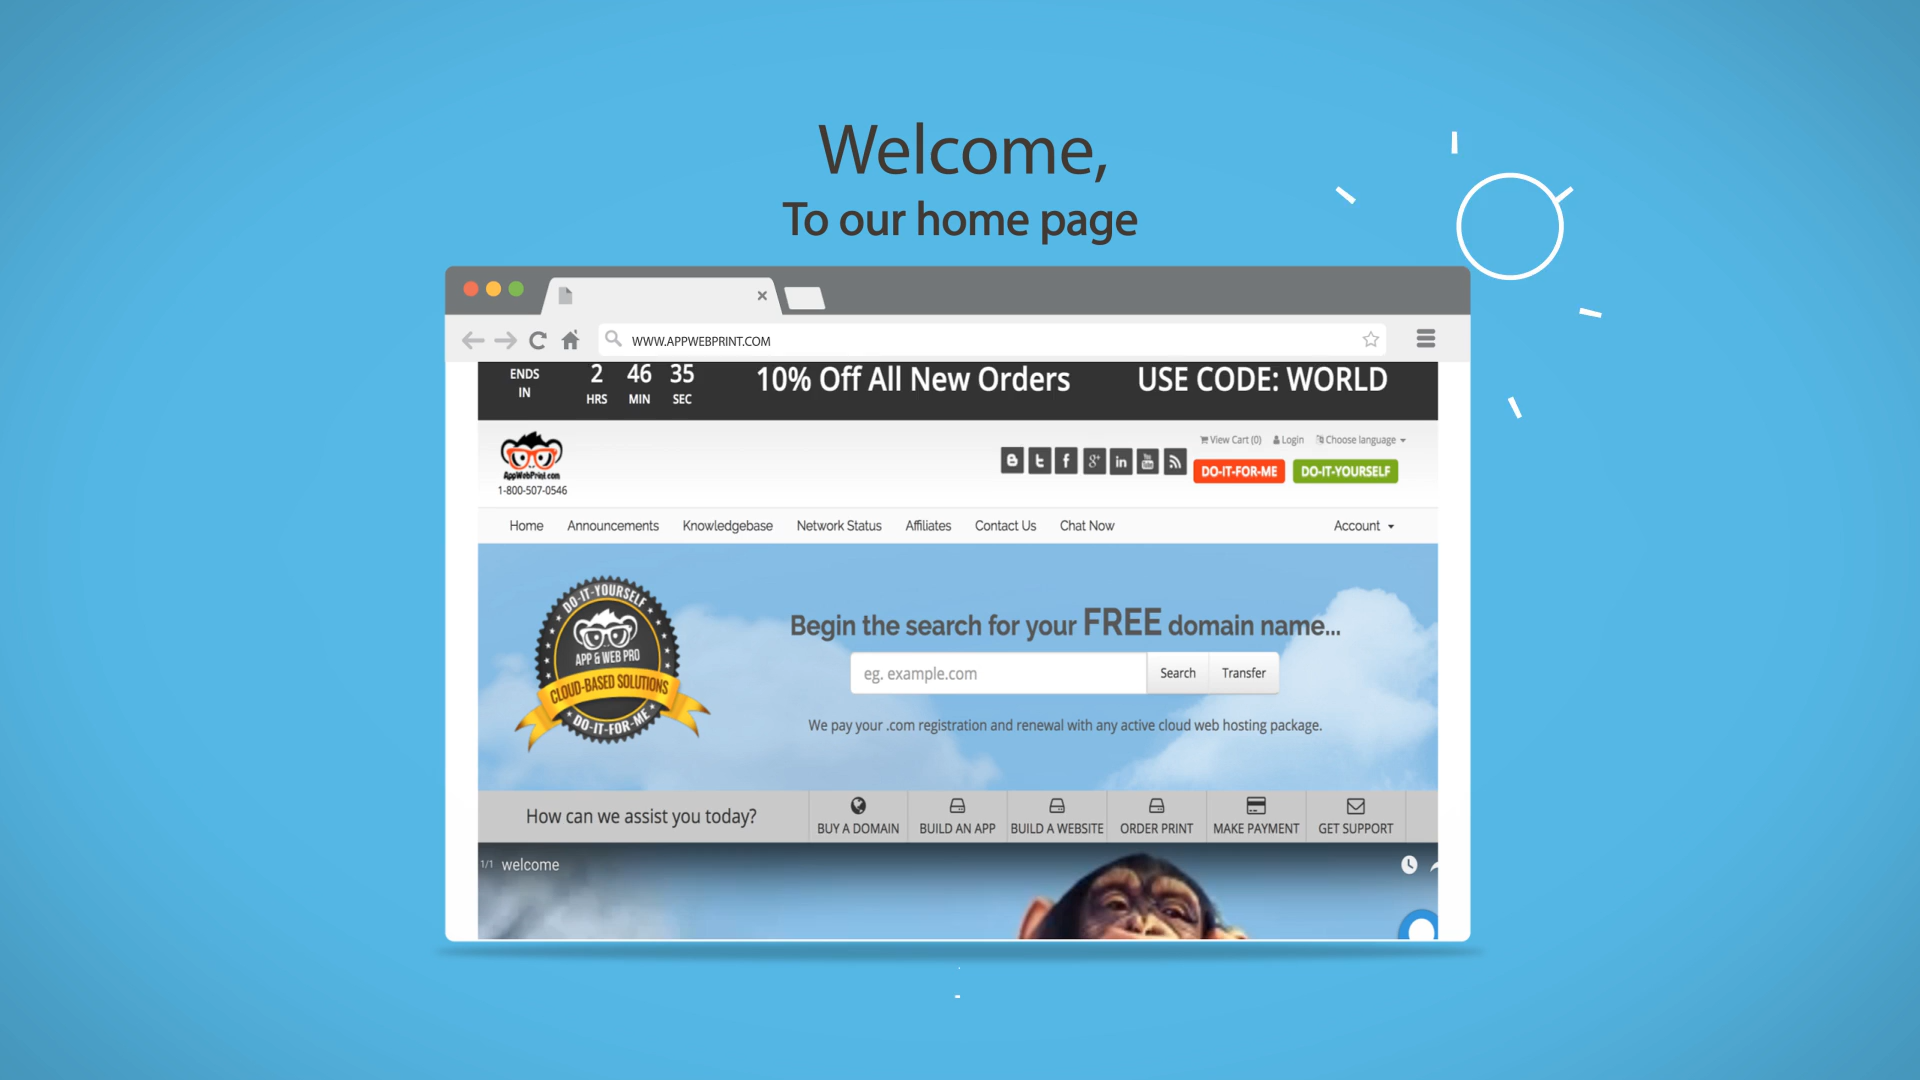 Welcome,
To our home page
WWW.APPWEBPRINT.COM
ENDS IN
2 HRS 46 MIN 35 SEC
10% Off All New Orders
USE CODE: WORLD
AppWebPrint.com
1-800-507-0546
View Cart (0) Login Choose language
DO-IT-FOR-ME DO-IT-YOURSELF
Home Announcements Knowledgebase Network Status Affiliates Contact Us Chat Now Account
DO-IT-YOURSELF
APP & WEB PRO
CLOUD-BASED SOLUTIONS
DO-IT-FOR-ME
Begin the search for your FREE domain name...
eg. example.com Search Transfer
We pay your .com registration and renewal with any active cloud web hosting package.
How can we assist you today?
BUY A DOMAIN BUILD AN APP BUILD A WEBSITE ORDER PRINT MAKE PAYMENT GET SUPPORT
1/1 welcome